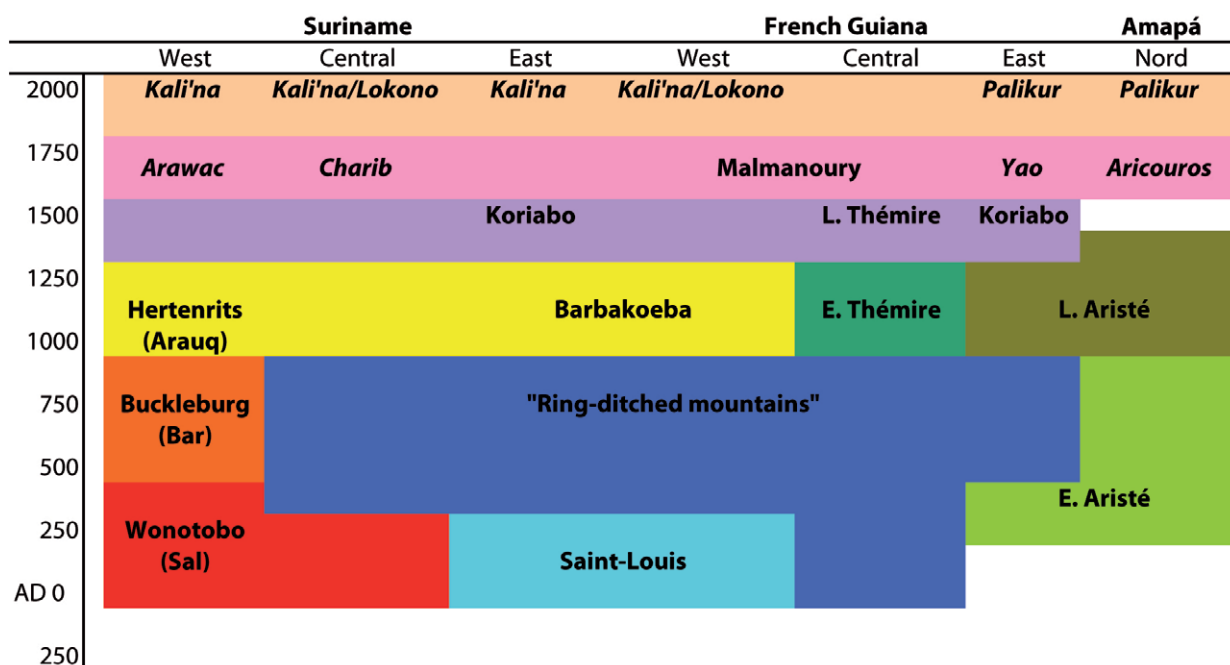 Suriname French Guiana Amapá
West Central East West Central East Nord
2000 Kali'na Kali'na/Lokono Kali'na Kali'na/Lokono Palikur Palikur
1750
Arawac Charib Malmanoury Yao Aricouros
1500 Koriabo L. Thémire Koriabo
1250
Hertenrits Barbakoeba E. Thémire L. Aristé
1000 (Arauq)
750 Buckleburg "Ring-ditched mountains"
(Bar)
500
E. Aristé
250 Wonotobo
(Sal) Saint-Louis
AD 0
250